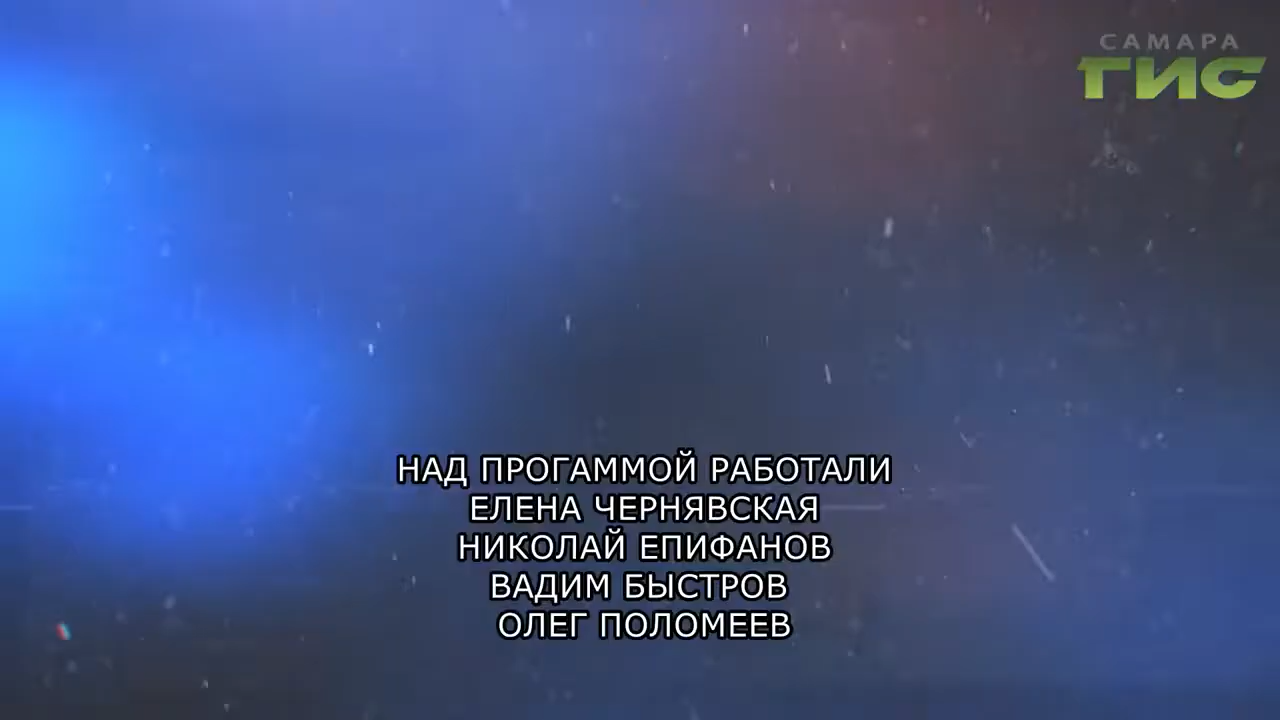 САМАРА
ГИС
НАД ПРОГАММОЙ РАБОТАЛИ
ЕЛЕНА ЧЕРНЯВСКАЯ
НИКОЛАЙ ЕПИФАНОВ
ВАДИМ БЫСТРОВ
ОЛЕГ ПОЛОМЕЕВ